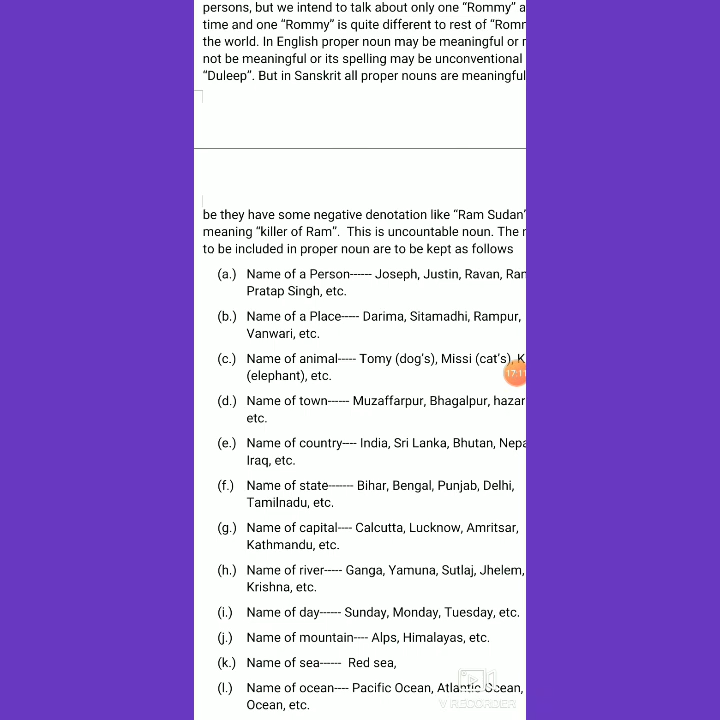 persons, but we intend to talk about only one “Rommy” a
time and one “Rommy” is quite different to rest of “Romm
the world. In English proper noun may be meaningful or
not be meaningful or its spelling may be unconventional
“Duleep”. But in Sanskrit all proper nouns are meaningful
be they have some negative denotation like “Ram Sudan”
meaning “killer of Ram”.  This is uncountable noun. The
to be included in proper noun are to be kept as follows
(a.) Name of a Person------ Joseph, Justin, Ravan,
Pratap Singh, etc.
(b.) Name of a Place----- Darima, Sitamadhi, Rampur,
Vanwari, etc.
(c.) Name of animal----- Tomy (dog's), Missi (cat's), K
(elephant), etc.
17:11
(d.) Name of town------ Muzaffarpur, Bhagalpur, hazar
etc.
(e.) Name of country---- India, Sri Lanka, Bhutan, Nepa
Iraq, etc.
(f.) Name of state------- Bihar, Bengal, Punjab, Delhi,
Tamilnadu, etc.
(g.) Name of capital---- Calcutta, Lucknow, Amritsar,
Kathmandu, etc.
(h.) Name of river----- Ganga, Yamuna, Sutlaj, Jhelem,
Krishna, etc.
(i.) Name of day------ Sunday, Monday, Tuesday, etc.
(j.) Name of mountain---- Alps, Himalayas, etc.
(k.) Name of sea------  Red sea,
(l.) Name of ocean---- Pacific Ocean, Atlantic Ocean,
Ocean, etc.
V RECORDER